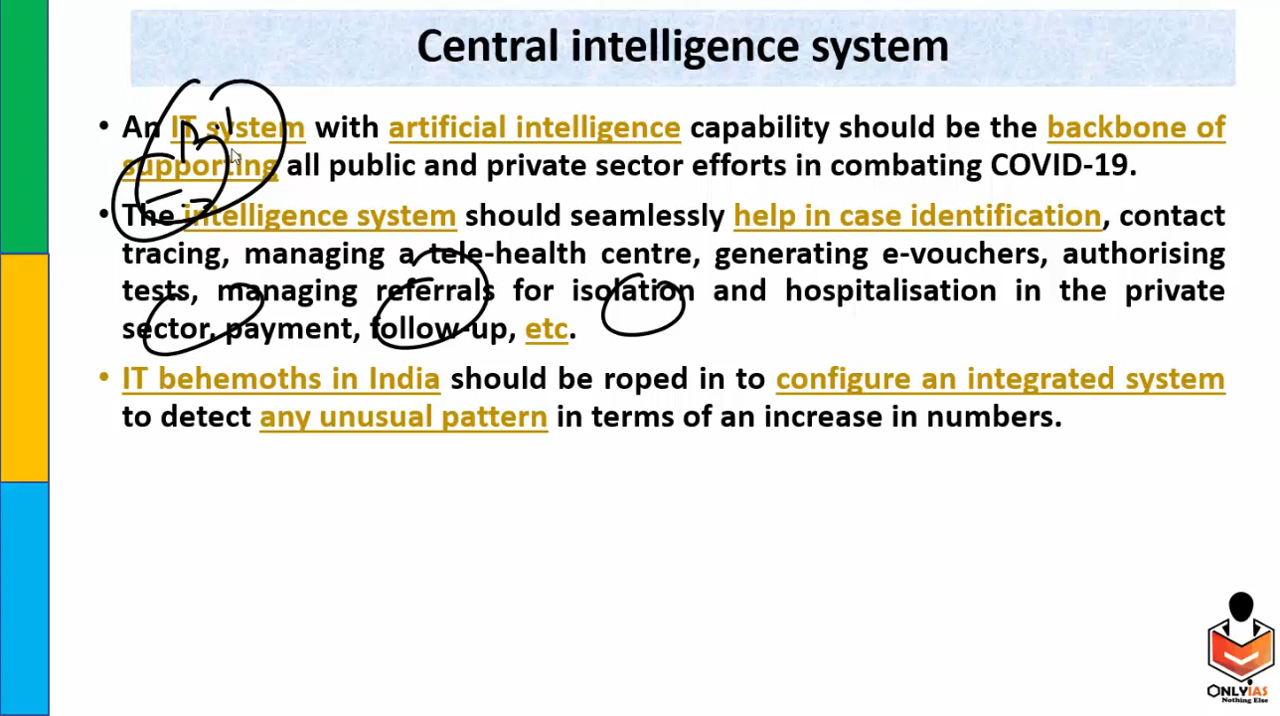 Central intelligence system
• An IT system with artificial intelligence capability should be the backbone of
supporting all public and private sector efforts in combating COVID-19.
• The intelligence system should seamlessly help in case identification, contact
tracing, managing a tele-health centre, generating e-vouchers, authorising
tests, managing referrals for isolation and hospitalisation in the private
sector, payment, follow-up, etc.
• IT behemoths in India should be roped in to configure an integrated system
to detect any unusual pattern in terms of an increase in numbers.
ONLYIAS
Nothing Else